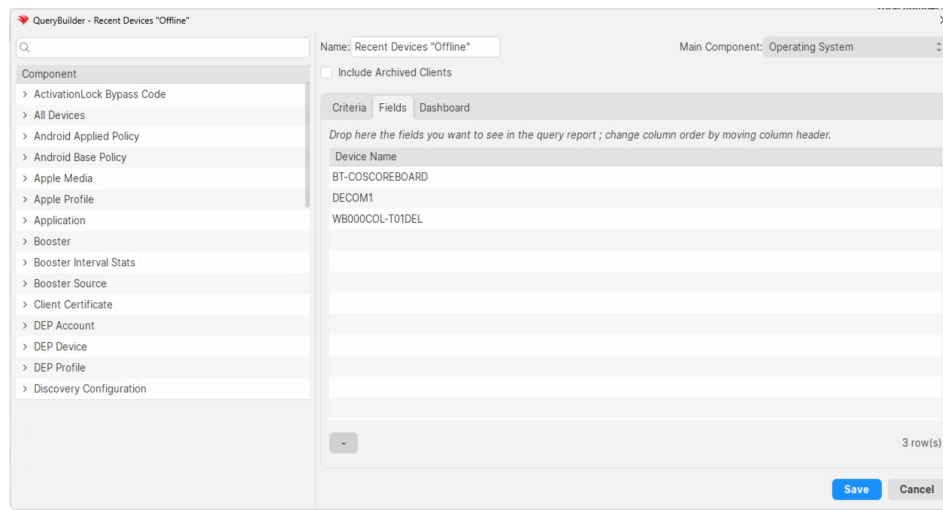 QueryBuilder - Recent Devices "Offline"
Name: Recent Devices "Offline"
Main Component: Operating System
Include Archived Clients
Component
ActivationLock Bypass Code
All Devices
Android Applied Policy
Android Base Policy
Apple Media
Apple Profile
Application
Booster
Booster Interval Stats
Booster Source
Client Certificate
DEP Account
DEP Device
DEP Profile
Discovery Configuration
Criteria Fields Dashboard
Drop here the fields you want to see in the query report ; change column order by moving column header.
Device Name
BT-COSCOREBOARD
DECOM1
WB000COL-T01DEL
-
3 row(s)
Save Cancel